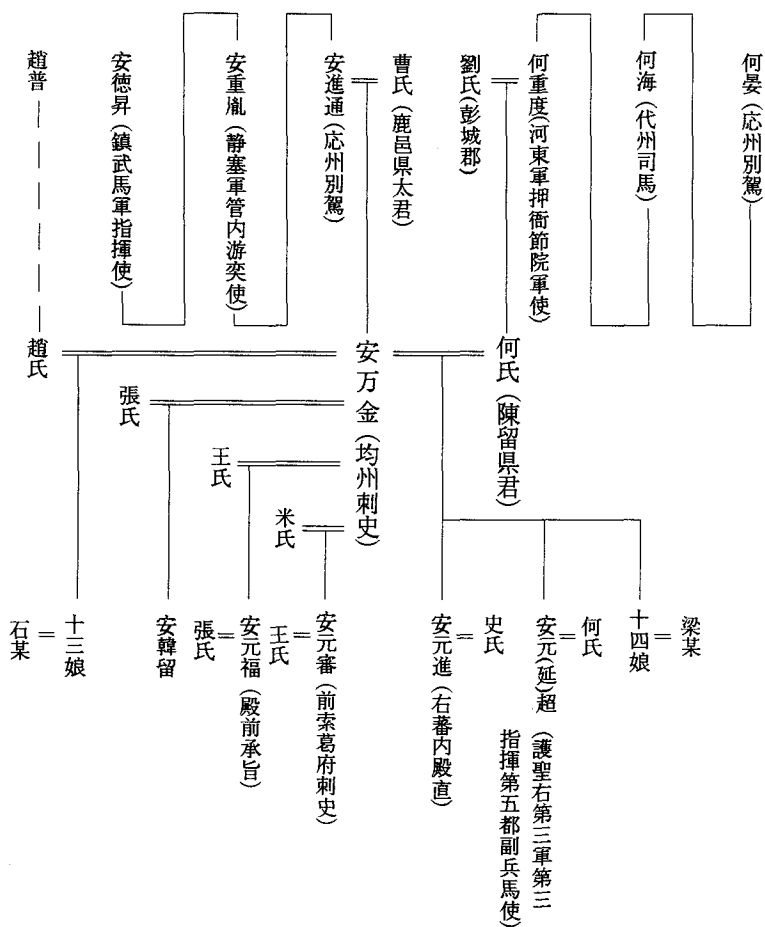 何晏（応州別駕）
何海（代州司馬）
何重度（河東軍押衙節院軍使）
劉氏（彭城郡）
曹氏（鹿邑県太君）
安進通（応州別駕）
安重胤（静塞軍管内游奕使）
安徳昇（鎮武馬軍指揮使）
趙普
何氏（陳留県君）
安万金（均州刺史）
趙氏
張氏
王氏
米氏
梁某
十四娘
何氏
安元（延）超（護聖右第三軍第三
指揮第五都副兵馬使）
史氏
安元進（右蕃内殿直）
安元審（前索葛府刺史）
王氏
安元福（殿前承旨）
張氏
安韓留
十三娘
石某